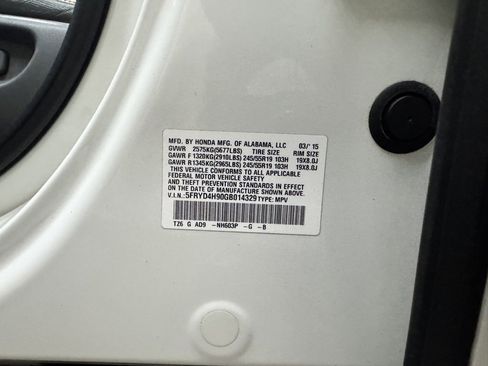 MFD. BY HONDA MFG. OF ALABAMA, LLC 03/'15
GVWR 2575KG(5677LBS) TIRE SIZE RIM SIZE
GAWR F 1320KG(2910LBS) 245/55R19 103H 19X8.0J
GAWR R1345KG(2965LBS) 245/55R19 103H 19X8.0J
THIS VEHICLE CONFORMS TO ALL APPLICABLE
FEDERAL MOTOR VEHICLE SAFETY AND
THEFT PREVENTION STANDARDS IN EFFECT ON
THE DATE OF MANUFACTURE SHOWN ABOVE.
V.I.N.:5FRYD4H90GB014329 TYPE: MPV
TZ6 G AD9 -NH603P -G -B